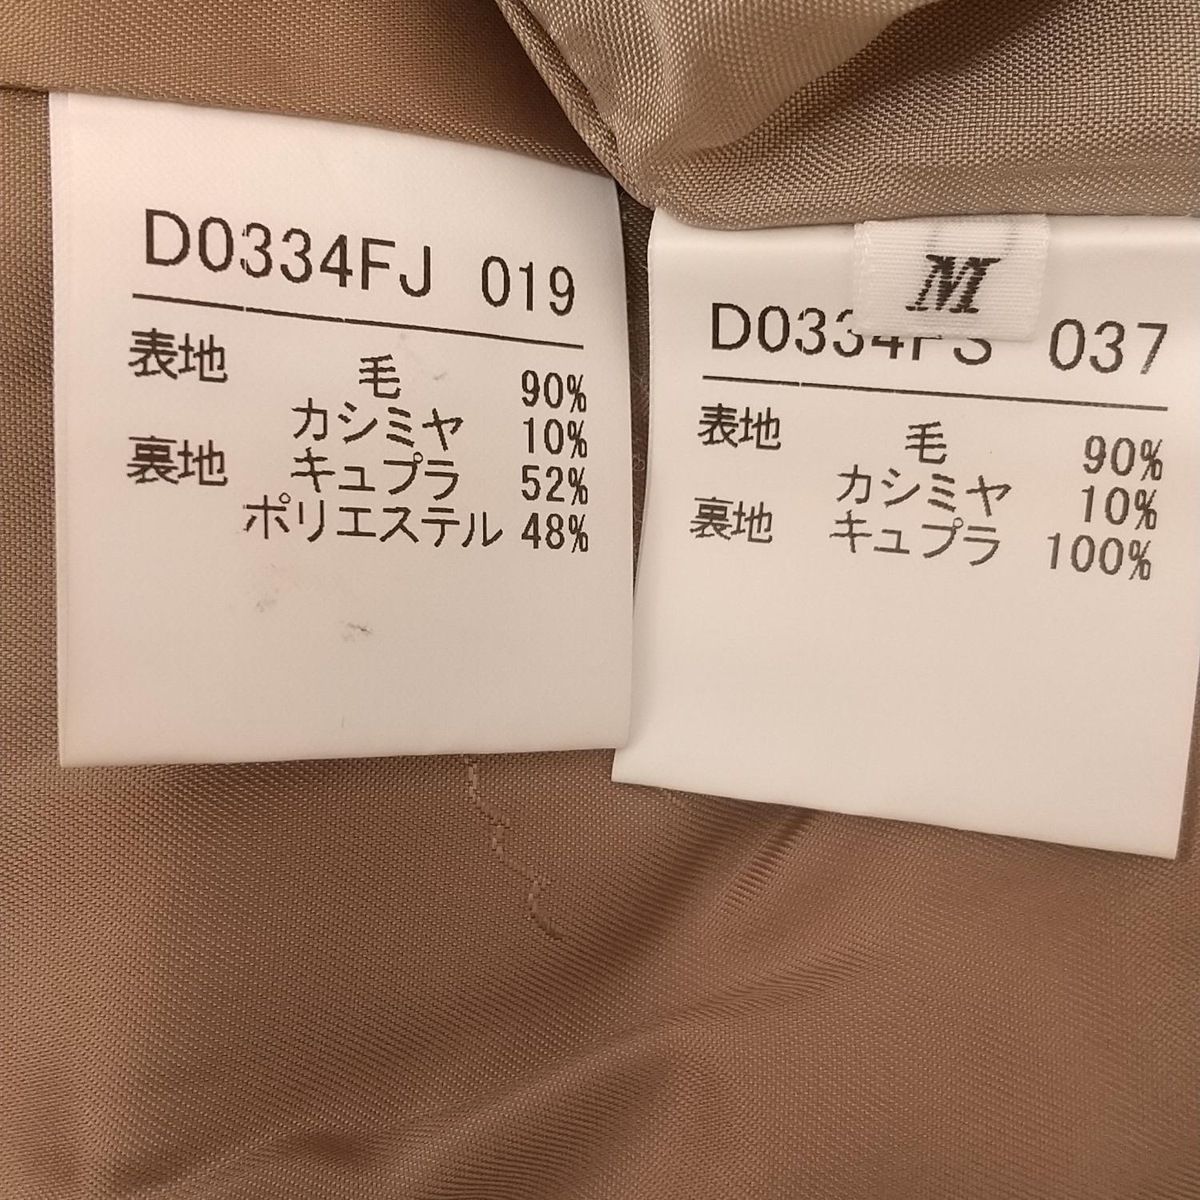 D0334FJ 019
表地 毛 90%
カシミヤ 10%
裏地 キュプラ 52%
ポリエステル 48%
M
D0334FS 037
表地 毛 90%
カシミヤ 10%
裏地 キュプラ 100%